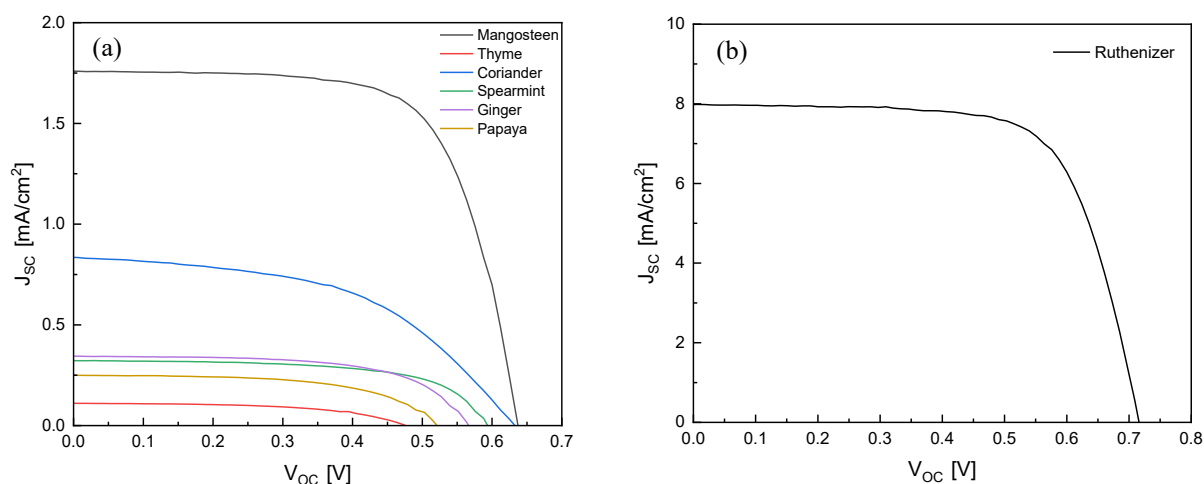 (a)
Mangosteen
Thyme
Coriander
Spearmint
Ginger
Papaya
2.0
1.5
1.0
0.5
0.0
J_SC [mA/cm²]
0.0 0.1 0.2 0.3 0.4 0.5 0.6 0.7
V_OC [V]
(b)
Ruthenizer
10
8
6
4
2
0
J_SC [mA/cm²]
0.0 0.1 0.2 0.3 0.4 0.5 0.6 0.7 0.8
V_OC [V]